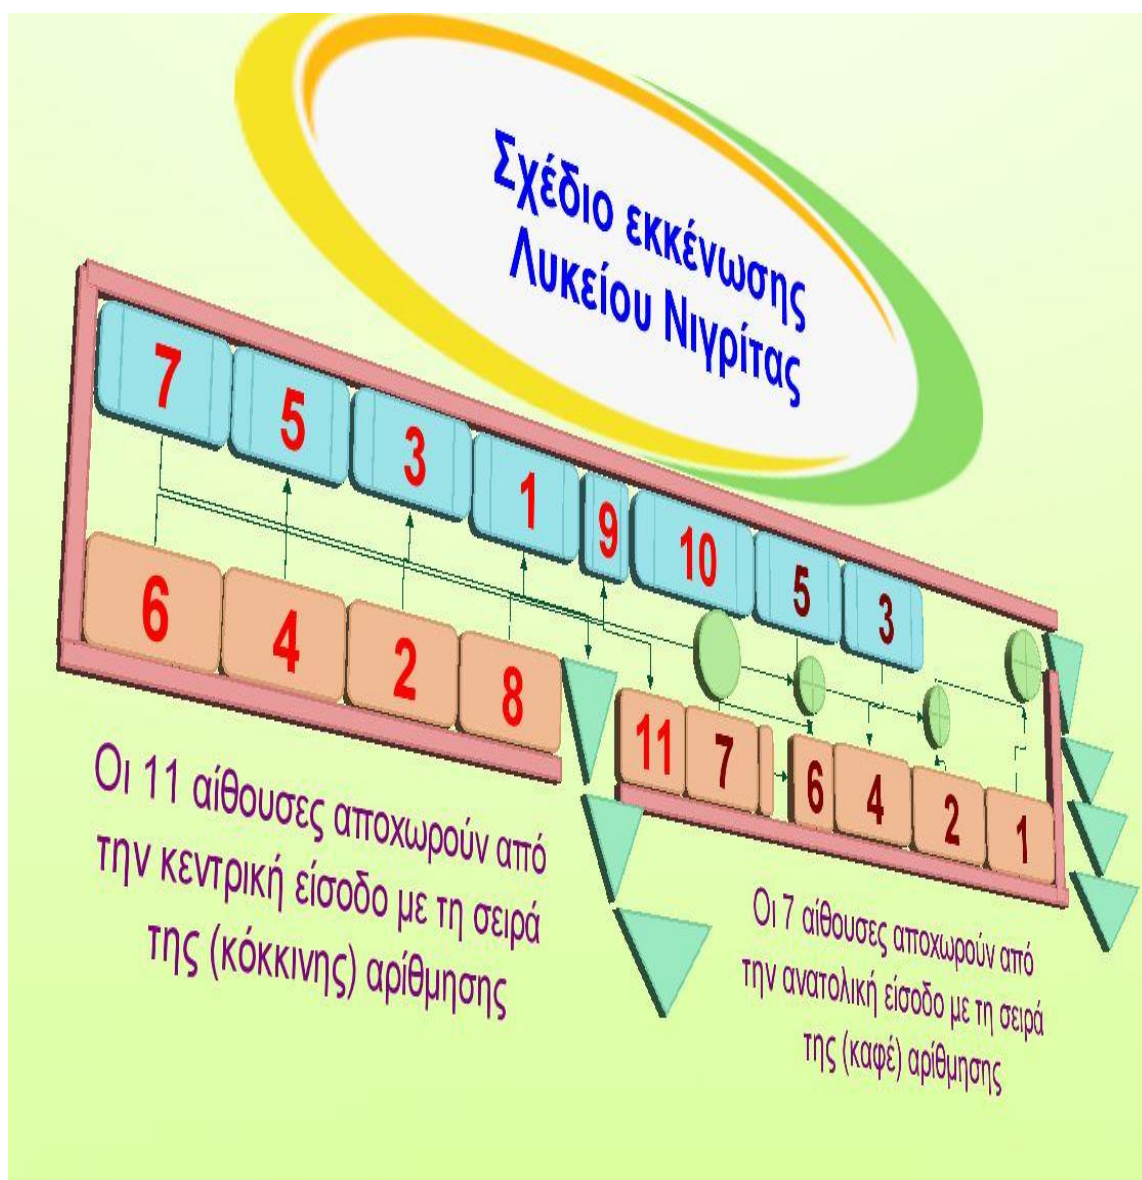 Σχέδιο εκκένωσης
Λυκείου Νιγρίτας
7 5 3 1 9 10 5 3
6 4 2 8 11 7 6 4 2 1
Οι 11 αίθουσες αποχωρούν από
την κεντρική είσοδο με τη σειρά
της (κόκκινης) αρίθμησης
Οι 7 αίθουσες αποχωρούν από
την ανατολική είσοδο με τη σειρά
της (καφέ) αρίθμησης